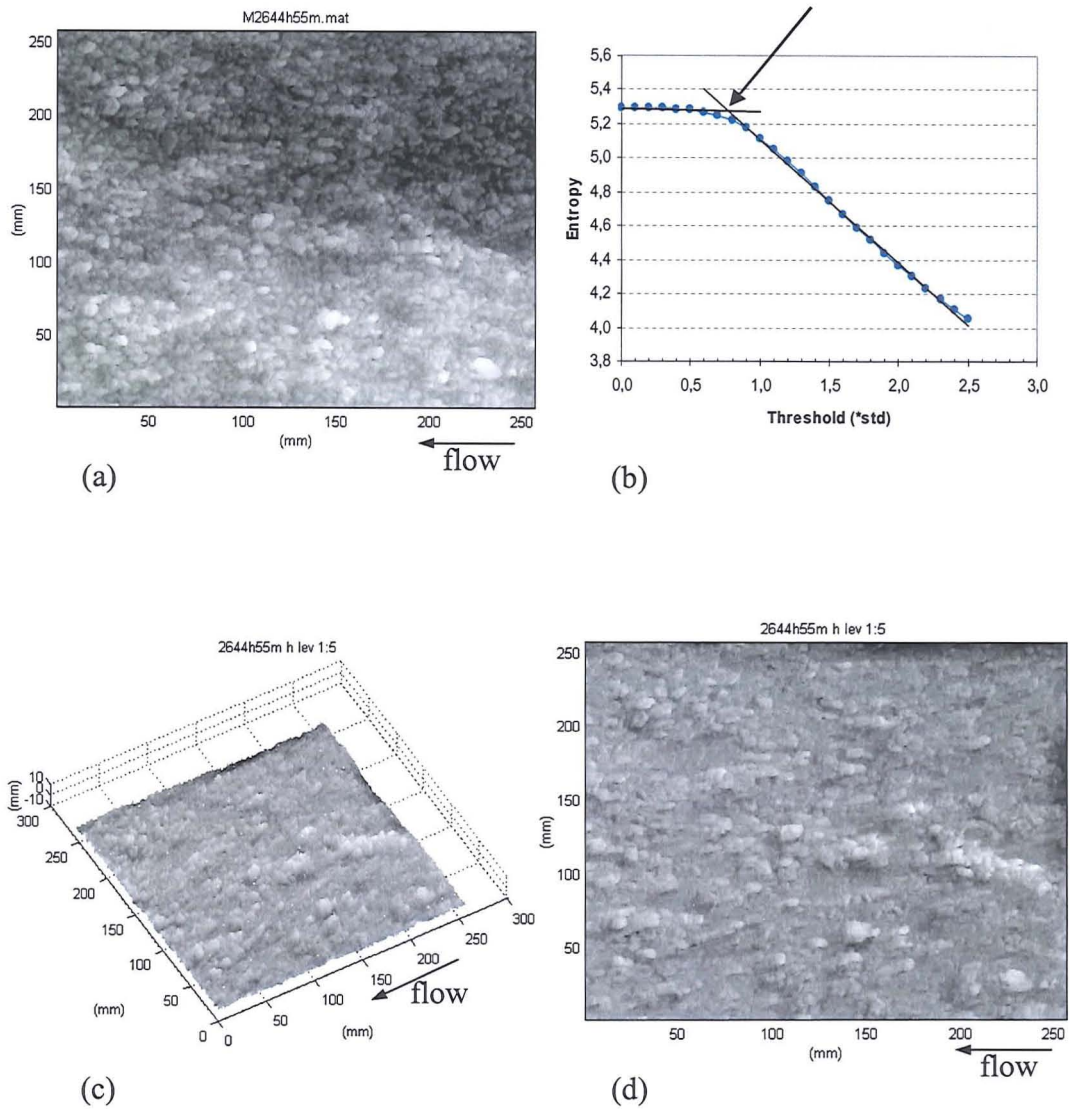 M2644h55m.mat
250
200
150
100
50
(mm)
50 100 150 200 250
(mm)
flow
(a)
5,6
5,4
5,2
5,0
4,8
4,6
4,4
4,2
4,0
3,8
Entropy
0,0 0,5 1,0 1,5 2,0 2,5 3,0
Threshold (*std)
(b)
2644h55m h lev 1:5
10
0
-10
(mm)
300
250
200
150
100
50
0
(mm)
0
50
100
150
200
250
300
(mm)
flow
(c)
2644h55m h lev 1:5
250
200
150
100
50
(mm)
50 100 150 200 250
(mm)
flow
(d)